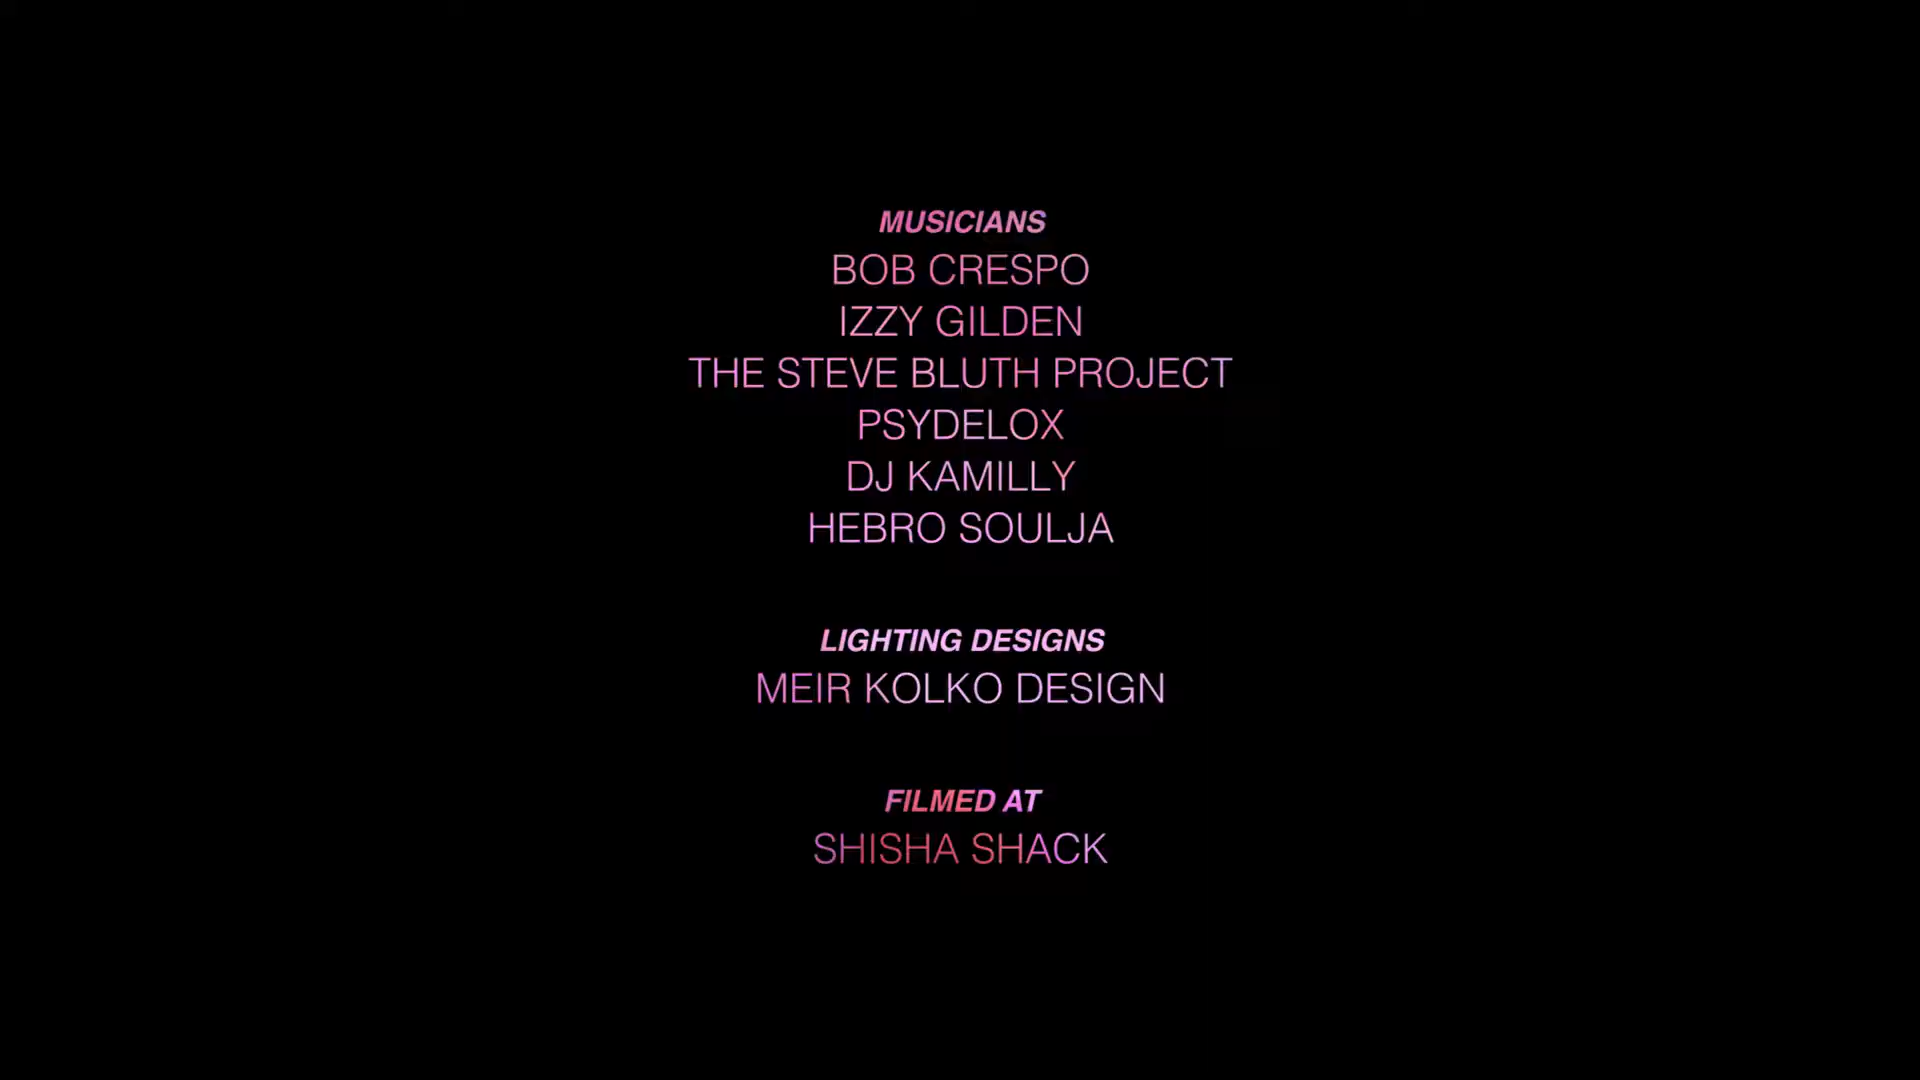 MUSICIANS
BOB CRESPO
IZZY GILDEN
THE STEVE BLUTH PROJECT
PSYDELOX
DJ KAMILLY
HEBRO SOULJA
LIGHTING DESIGNS
MEIR KOLKO DESIGN
FILMED AT
SHISHA SHACK